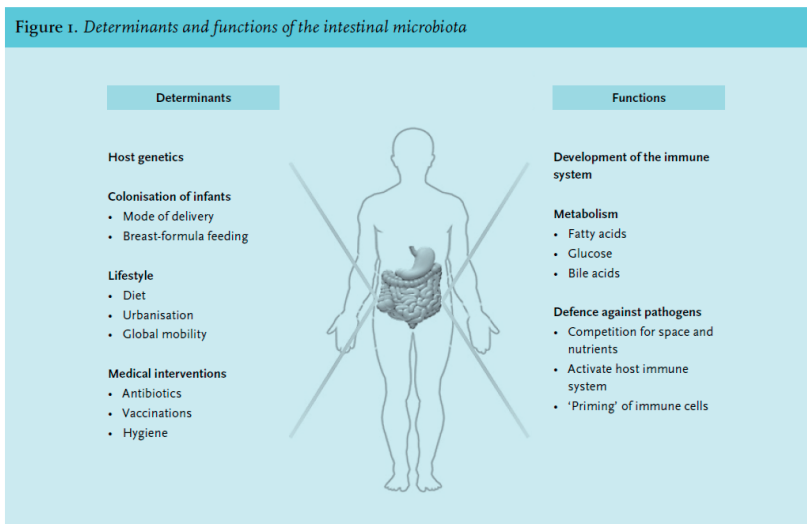 Figure 1. Determinants and functions of the intestinal microbiota
Determinants
Host genetics
Colonisation of infants
• Mode of delivery
• Breast-formula feeding
Lifestyle
• Diet
• Urbanisation
• Global mobility
Medical interventions
• Antibiotics
• Vaccinations
• Hygiene
Functions
Development of the immune
system
Metabolism
• Fatty acids
• Glucose
• Bile acids
Defence against pathogens
• Competition for space and
nutrients
• Activate host immune
system
• ‘Priming’ of immune cells